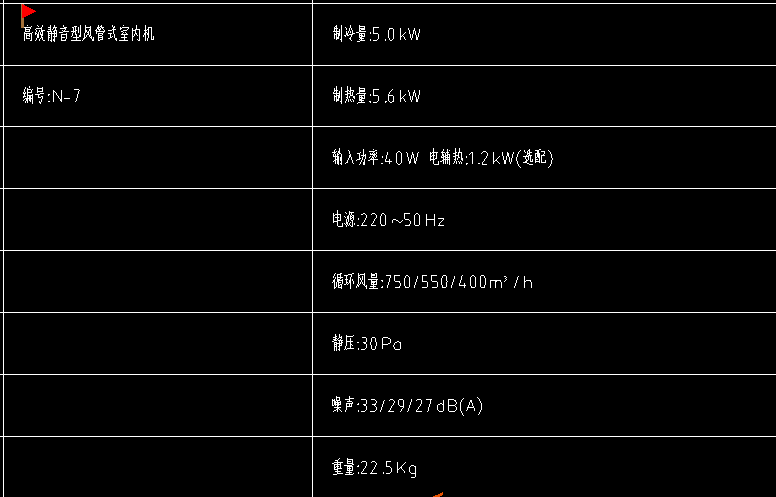 高效静音型风管式室内机 制冷量:5.0kW
编号:N-7 制热量:5.6kW
输入功率:40W 电辅热:1.2kW(选配)
电源:220~50Hz
循环风量:750/550/400m³/h
静压:30Pa
噪声:33/29/27dB(A)
重量:22.5Kg